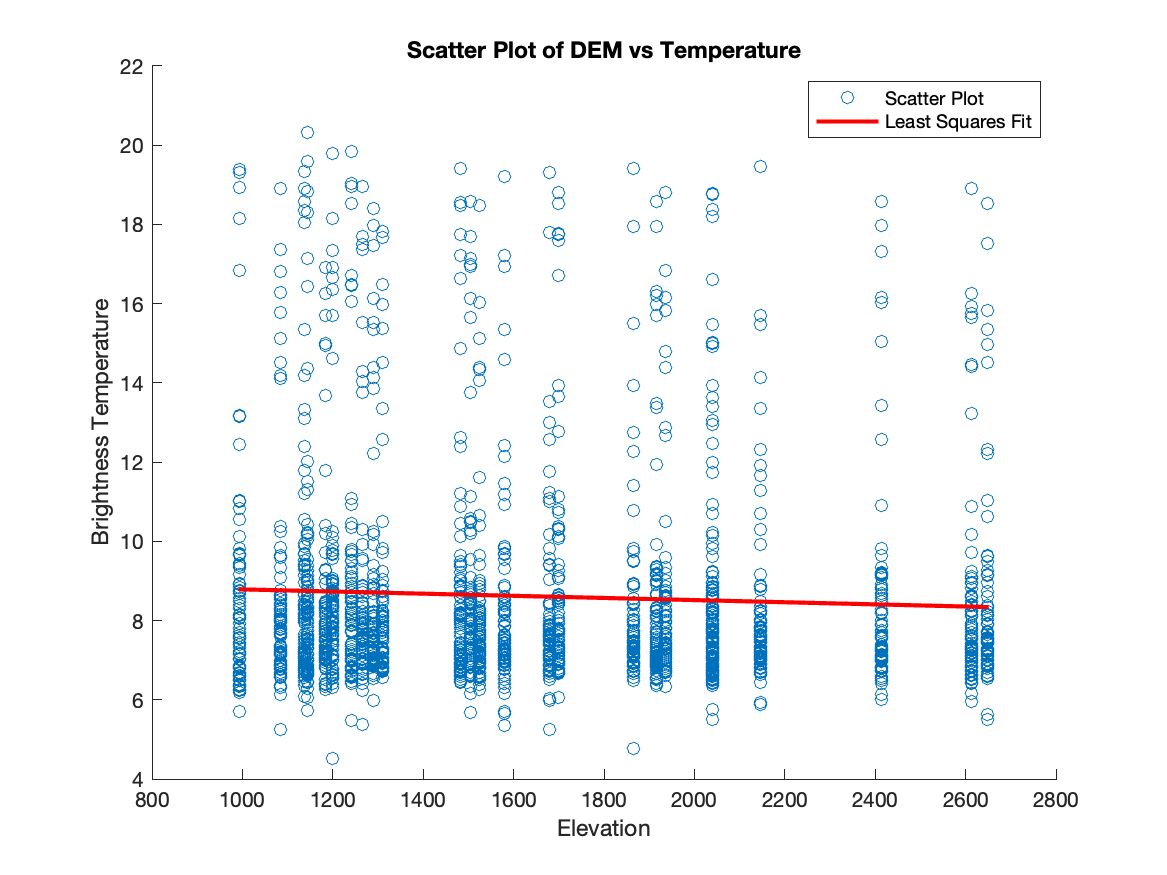 Scatter Plot of DEM vs Temperature
22
20
18
16
14
12
10
8
6
4
Brightness Temperature
Scatter Plot
Least Squares Fit
800 1000 1200 1400 1600 1800 2000 2200 2400 2600 2800
Elevation